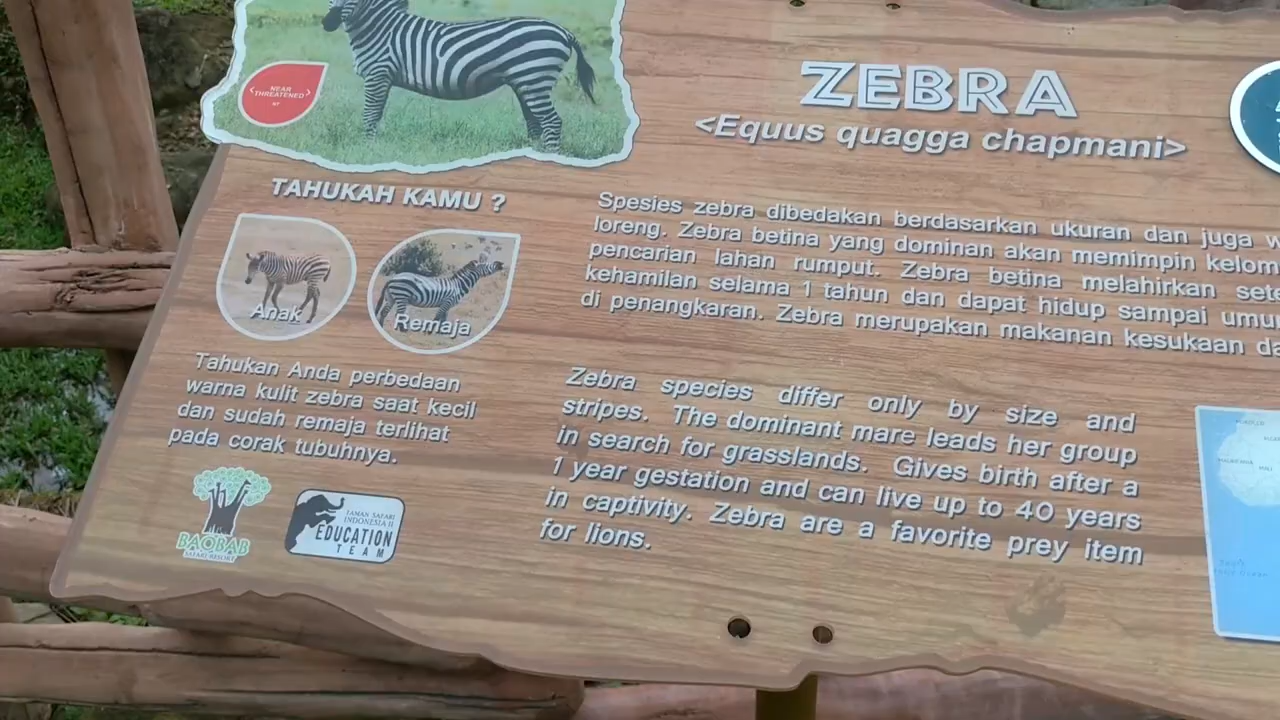 NEAR
THREATENED
NT
ZEBRA
<Equus quagga chapmani>
TAHUKAH KAMU ?
Anak
Remaja
Tahukan Anda perbedaan
warna kulit zebra saat kecil
dan sudah remaja terlihat
pada corak tubuhnya.
Spesies zebra dibedakan berdasarkan ukuran dan juga
loreng. Zebra betina yang dominan akan memimpin
pencarian lahan rumput. Zebra betina melahirkan
kehamilan selama 1 tahun dan dapat hidup sampai
di penangkaran. Zebra merupakan makanan kesukaan
Zebra species differ only by size and
stripes. The dominant mare leads her group
in search for grasslands. Gives birth after a
1 year gestation and can live up to 40 years
in captivity. Zebra are a favorite prey item
for lions.
BAOBAB
SAFARI RESORT
TAMAN SAFARI
INDONESIA II
EDUCATION
TEAM